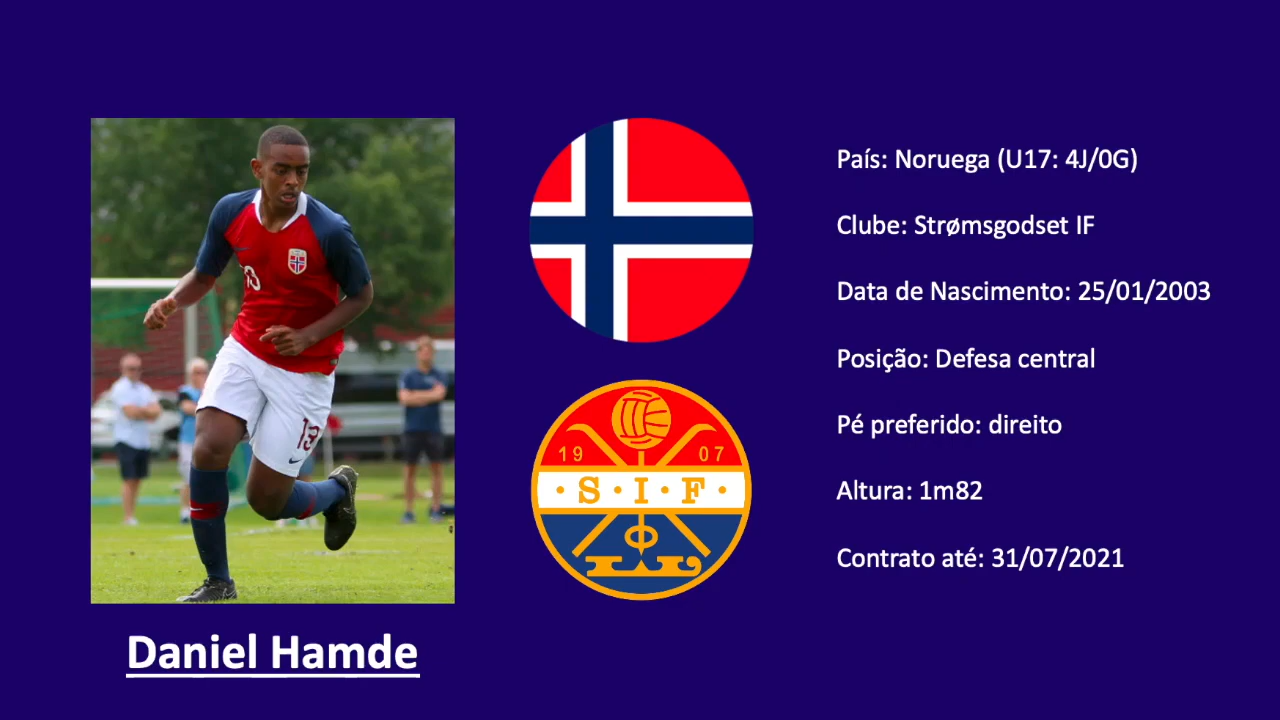 País: Noruega (U17: 4J/0G)
Clube: Strømsgodset IF
Data de Nascimento: 25/01/2003
Posição: Defesa central
Pé preferido: direito
Altura: 1m82
Contrato até: 31/07/2021
13
13
19 07
· S · I · F ·
Daniel Hamde